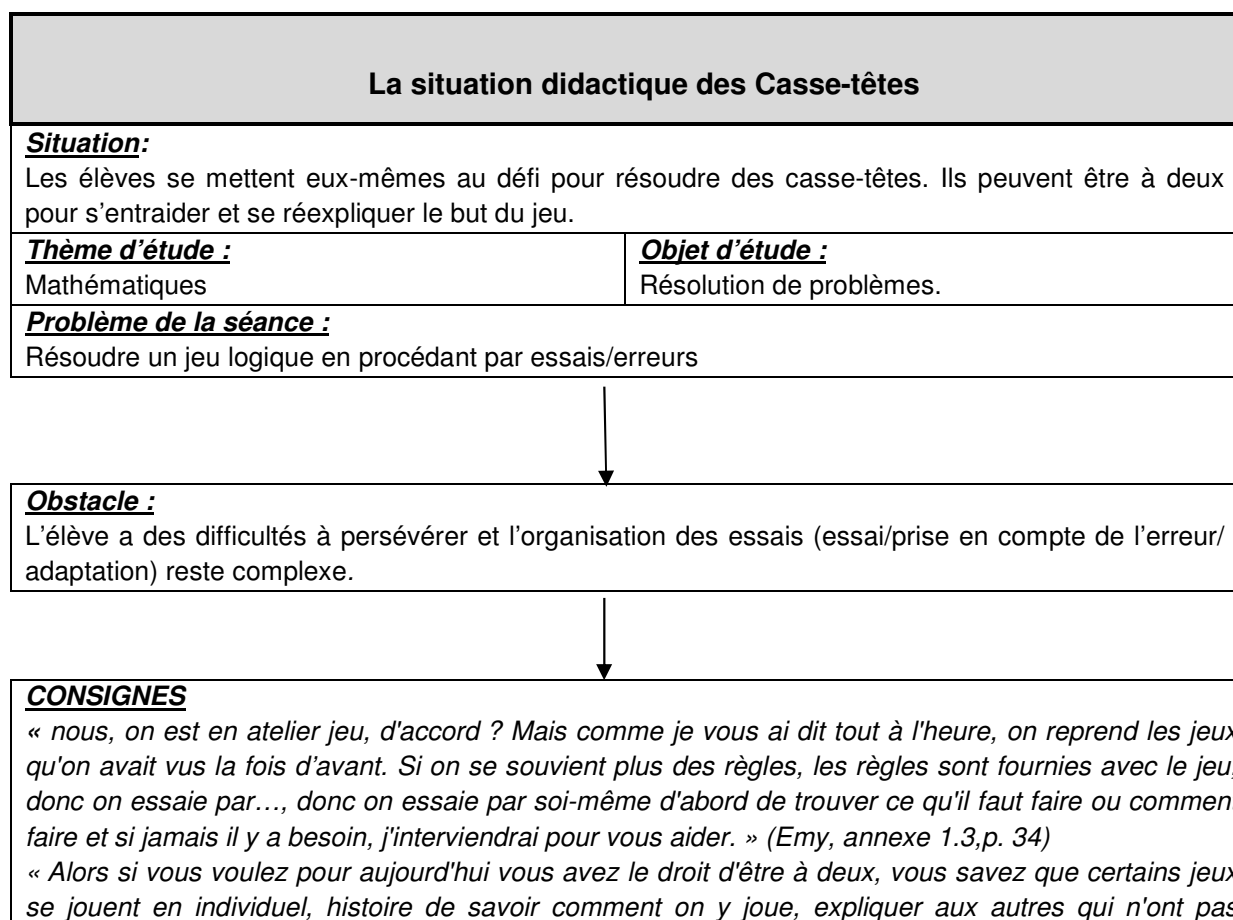 La situation didactique des Casse-têtes
Situation:
Les élèves se mettent eux-mêmes au défi pour résoudre des casse-têtes. Ils peuvent être à deux
pour s’entraider et se réexpliquer le but du jeu.
Thème d’étude :
Mathématiques
Objet d’étude :
Résolution de problèmes.
Problème de la séance :
Résoudre un jeu logique en procédant par essais/erreurs
Obstacle :
L’élève a des difficultés à persévérer et l’organisation des essais (essai/prise en compte de l’erreur/
adaptation) reste complexe.
CONSIGNES
« nous, on est en atelier jeu, d'accord ? Mais comme je vous ai dit tout à l'heure, on reprend les jeux
qu'on avait vus la fois d’avant. Si on se souvient plus des règles, les règles sont fournies avec le jeu,
donc on essaie par…, donc on essaie par soi-même d'abord de trouver ce qu'il faut faire ou comment
faire et si jamais il y a besoin, j'interviendrai pour vous aider. » (Emy, annexe 1.3,p. 34)
« Alors si vous voulez pour aujourd'hui vous avez le droit d'être à deux, vous savez que certains jeux
se jouent en individuel, histoire de savoir comment on y joue, expliquer aux autres qui n'ont pas